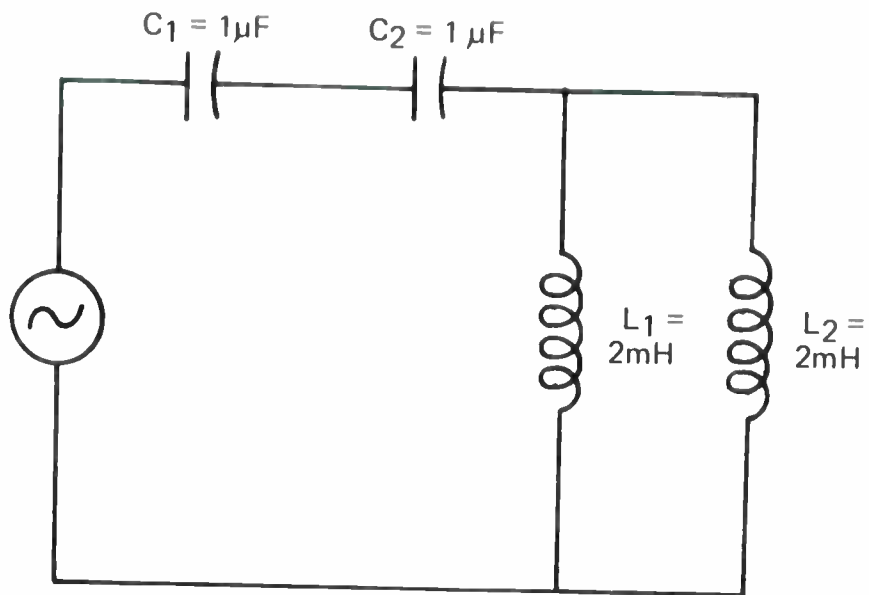 C1 = 1µF
C2 = 1 µF
L1 =
2mH
L2 =
2mH